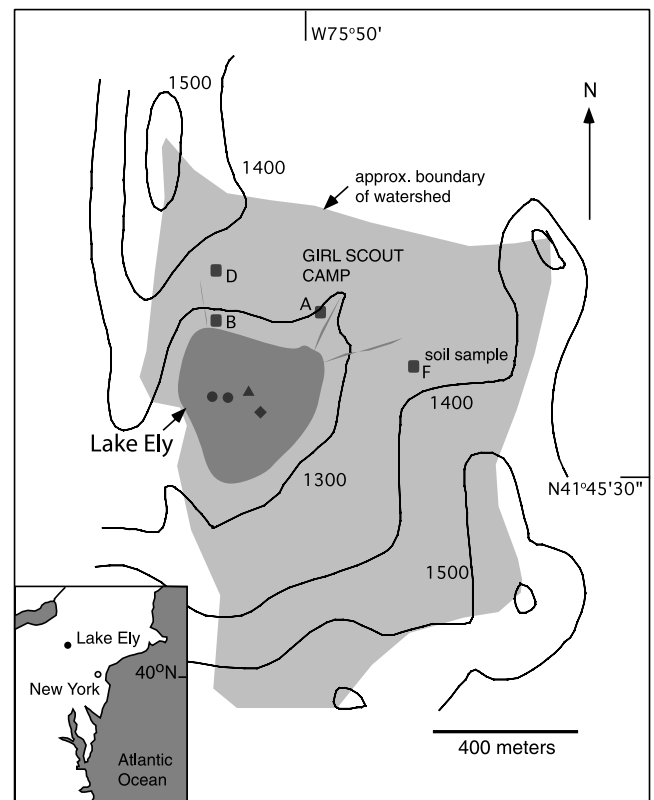 W75°50'
1500
N
1400
approx. boundary
of watershed
GIRL SCOUT
CAMP
D
A
B
soil sample
F
1400
Lake Ely
1300
N41°45'30"
1500
Lake Ely
40°N
New York
Atlantic
Ocean
400 meters